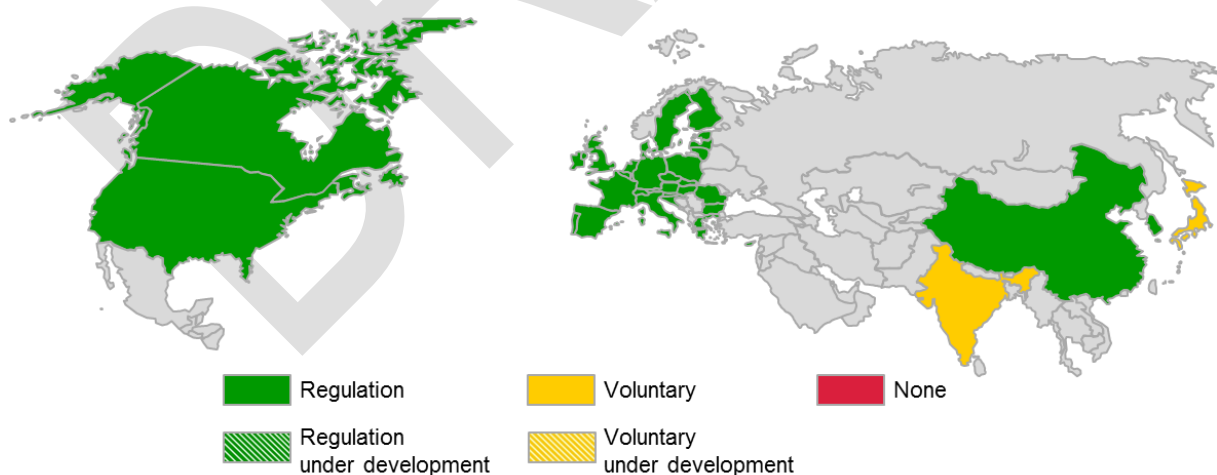 Regulation
Voluntary
None
Regulation
under development
Voluntary
under development